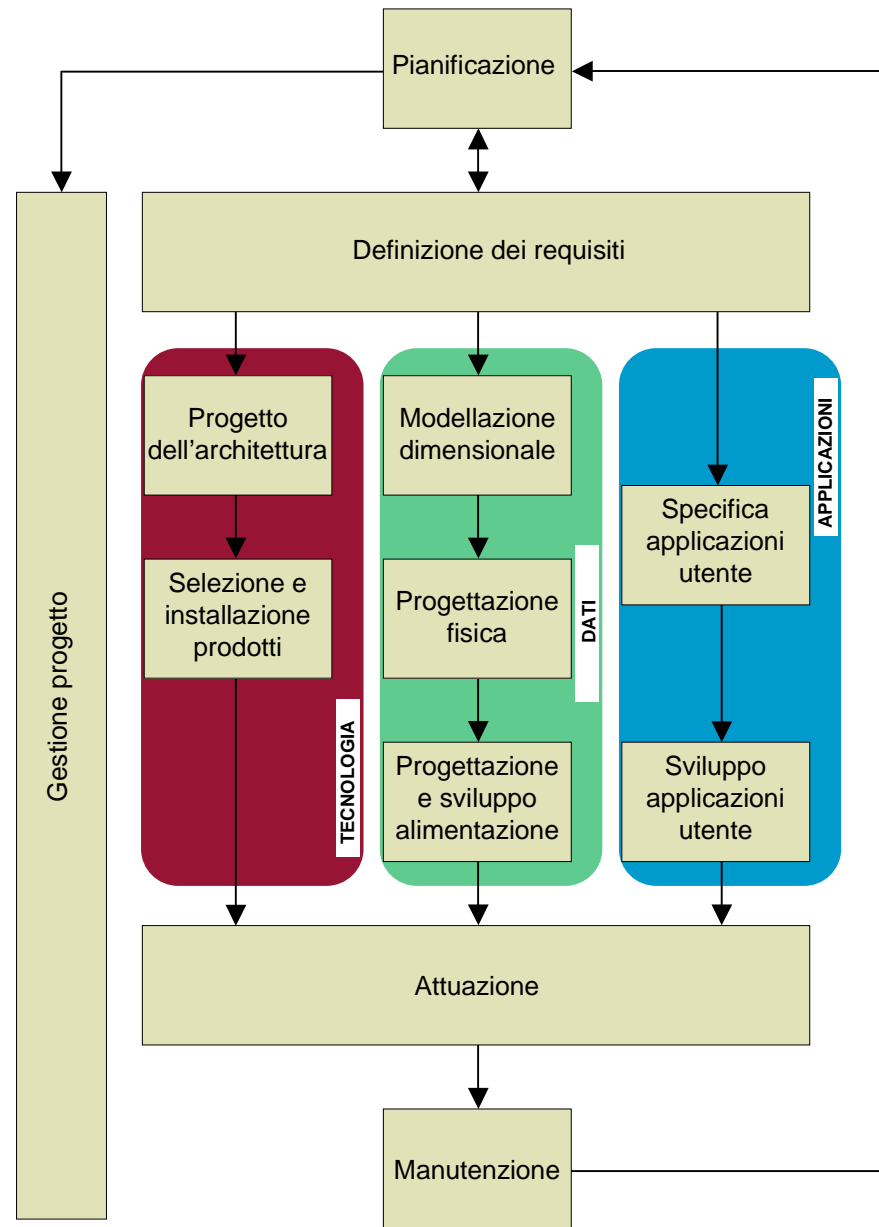 Pianificazione
Definizione dei requisiti
Gestione progetto
Progetto
dell'architettura
Selezione e
installazione
prodotti
TECNOLOGIA
Modellazione
dimensionale
Progettazione
fisica
Progettazione
e sviluppo
alimentazione
DATI
APPLICAZIONI
Specifica
applicazioni
utente
Sviluppo
applicazioni
utente
Attuazione
Manutenzione